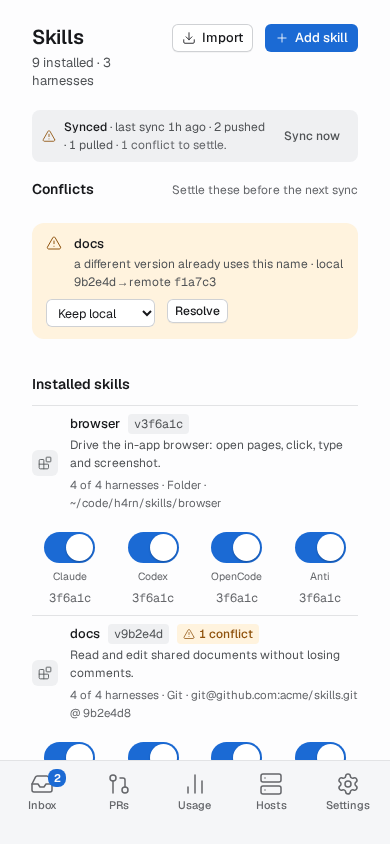 Skills
Import
Add skill
9 installed · 3
harnesses
Synced · last sync 1h ago · 2 pushed
· 1 pulled · 1 conflict to settle.
Sync now
Conflicts
Settle these before the next sync
docs
a different version already uses this name · local
9b2e4d → remote f1a7c3
Keep local
Resolve
Installed skills
browser v3f6a1c
Drive the in-app browser: open pages, click, type
and screenshot.
4 of 4 harnesses · Folder ·
~/code/h4rn/skills/browser
Claude Codex OpenCode Anti
3f6a1c 3f6a1c 3f6a1c 3f6a1c
docs v9b2e4d 1 conflict
Read and edit shared documents without losing
comments.
4 of 4 harnesses · Git · git@github.com:acme/skills.git
@ 9b2e4d8
2
Inbox PRs Usage Hosts Settings